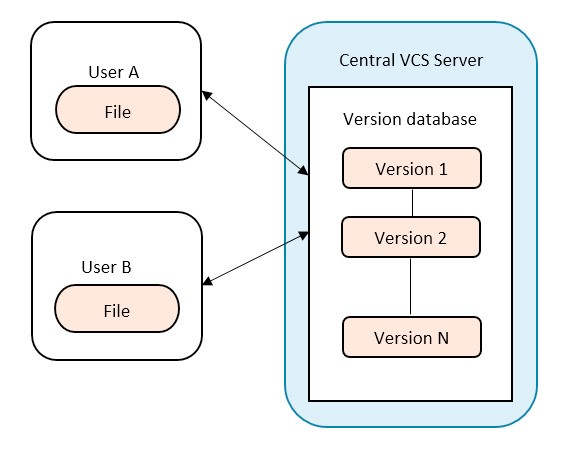 User A
File
User B
File
Central VCS Server
Version database
Version 1
Version 2
Version N